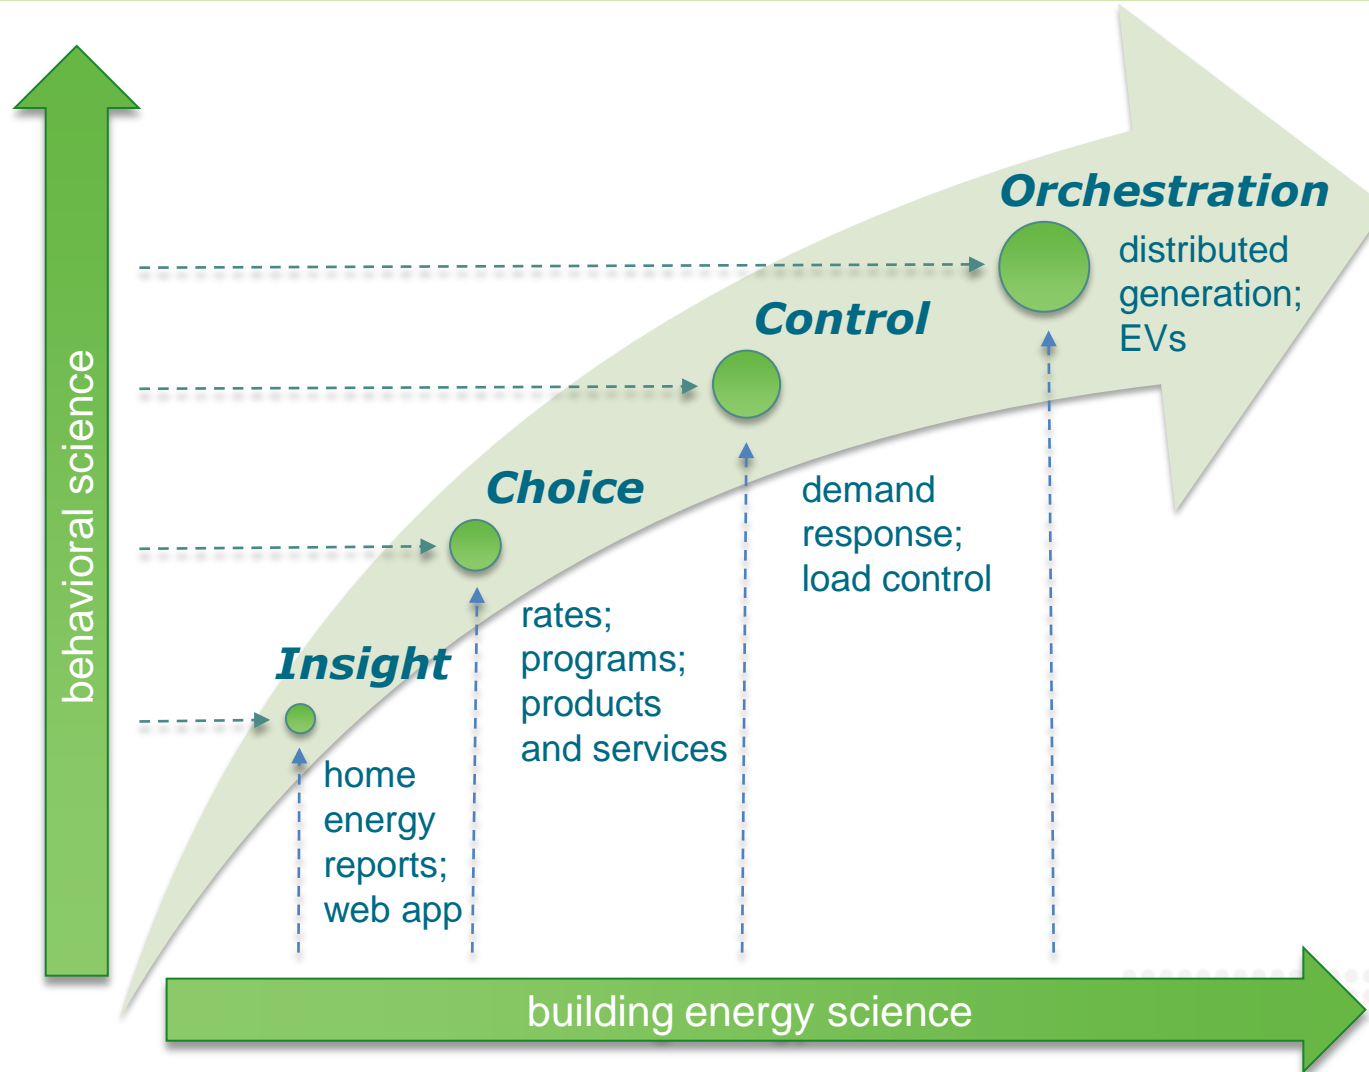 behavioral science
Orchestration
distributed
generation;
EVs
Control
demand
response;
load control
Choice
rates;
programs;
products
and services
Insight
home
energy
reports;
web app
building energy science